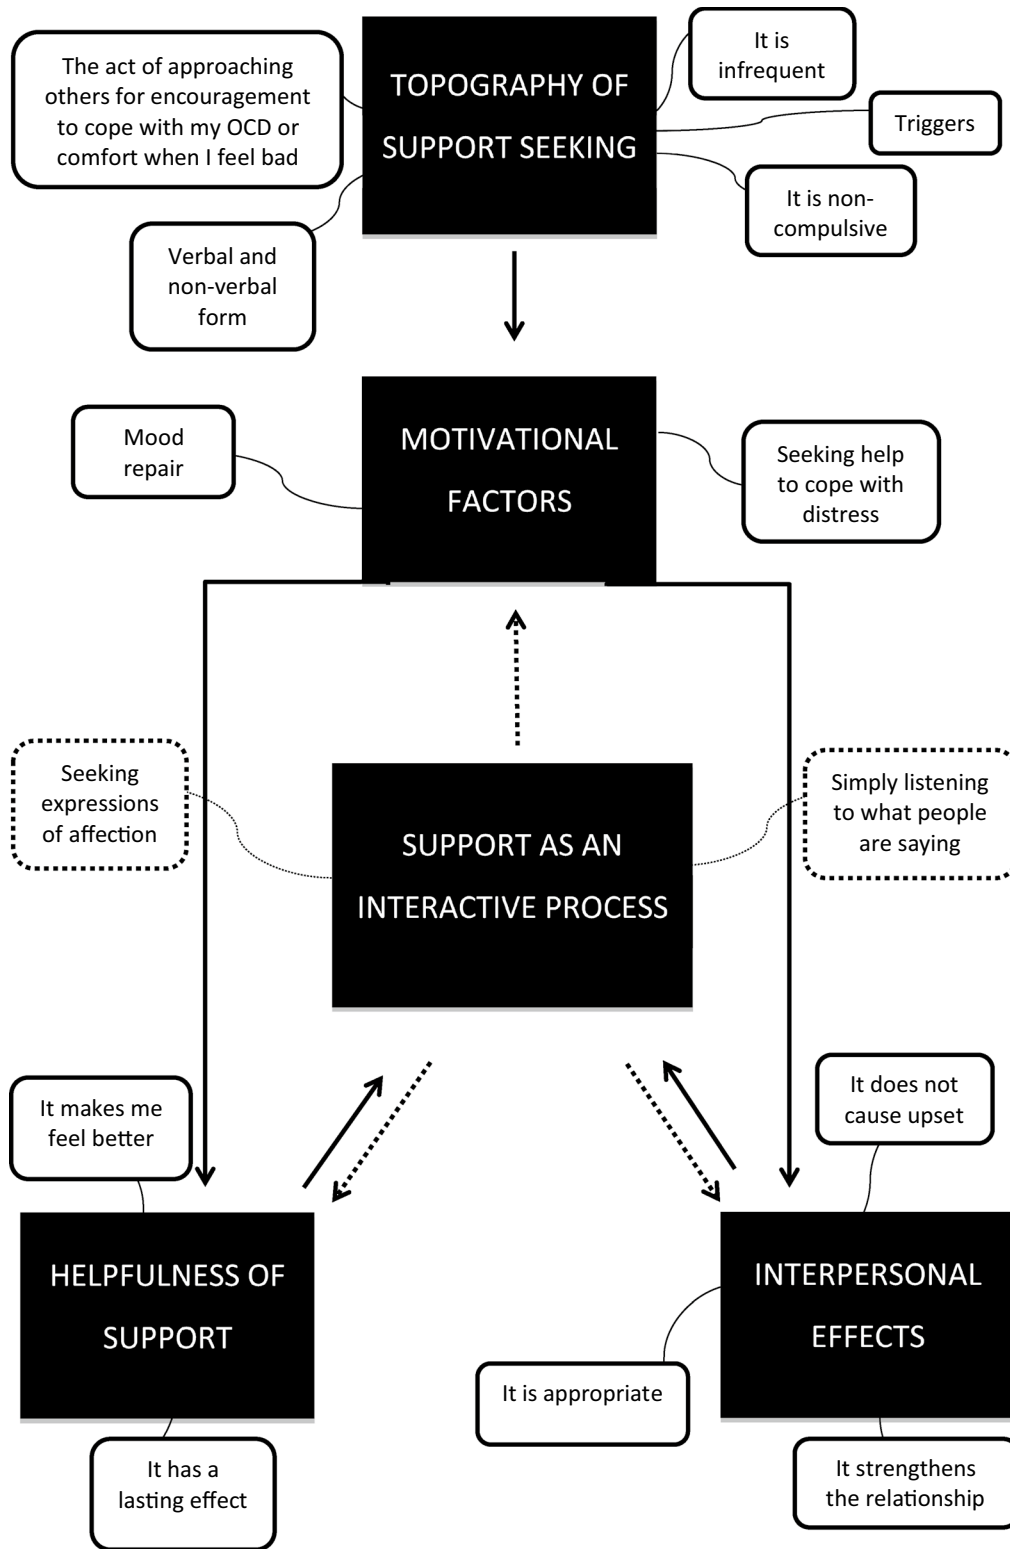 The act of approaching
others for encouragement
to cope with my OCD or
comfort when I feel bad
TOPOGRAPHY OF
SUPPORT SEEKING
It is
infrequent
Triggers
It is non-
compulsive
Verbal and
non-verbal
form
Mood
repair
MOTIVATIONAL
FACTORS
Seeking help
to cope with
distress
Seeking
expressions
of affection
SUPPORT AS AN
INTERACTIVE PROCESS
Simply listening
to what people
are saying
It makes me
feel better
It does not
cause upset
HELPFULNESS OF
SUPPORT
INTERPERSONAL
EFFECTS
It is appropriate
It has a
lasting effect
It strengthens
the relationship